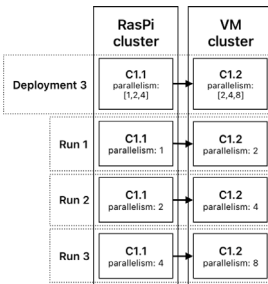 RasPi
cluster
VM
cluster
Deployment 3
C1.1
parallelism:
[1,2,4]
C1.2
parallelism:
[2,4,8]
Run 1
C1.1
parallelism: 1
C1.2
parallelism: 2
Run 2
C1.1
parallelism: 2
C1.2
parallelism: 4
Run 3
C1.1
parallelism: 4
C1.2
parallelism: 8